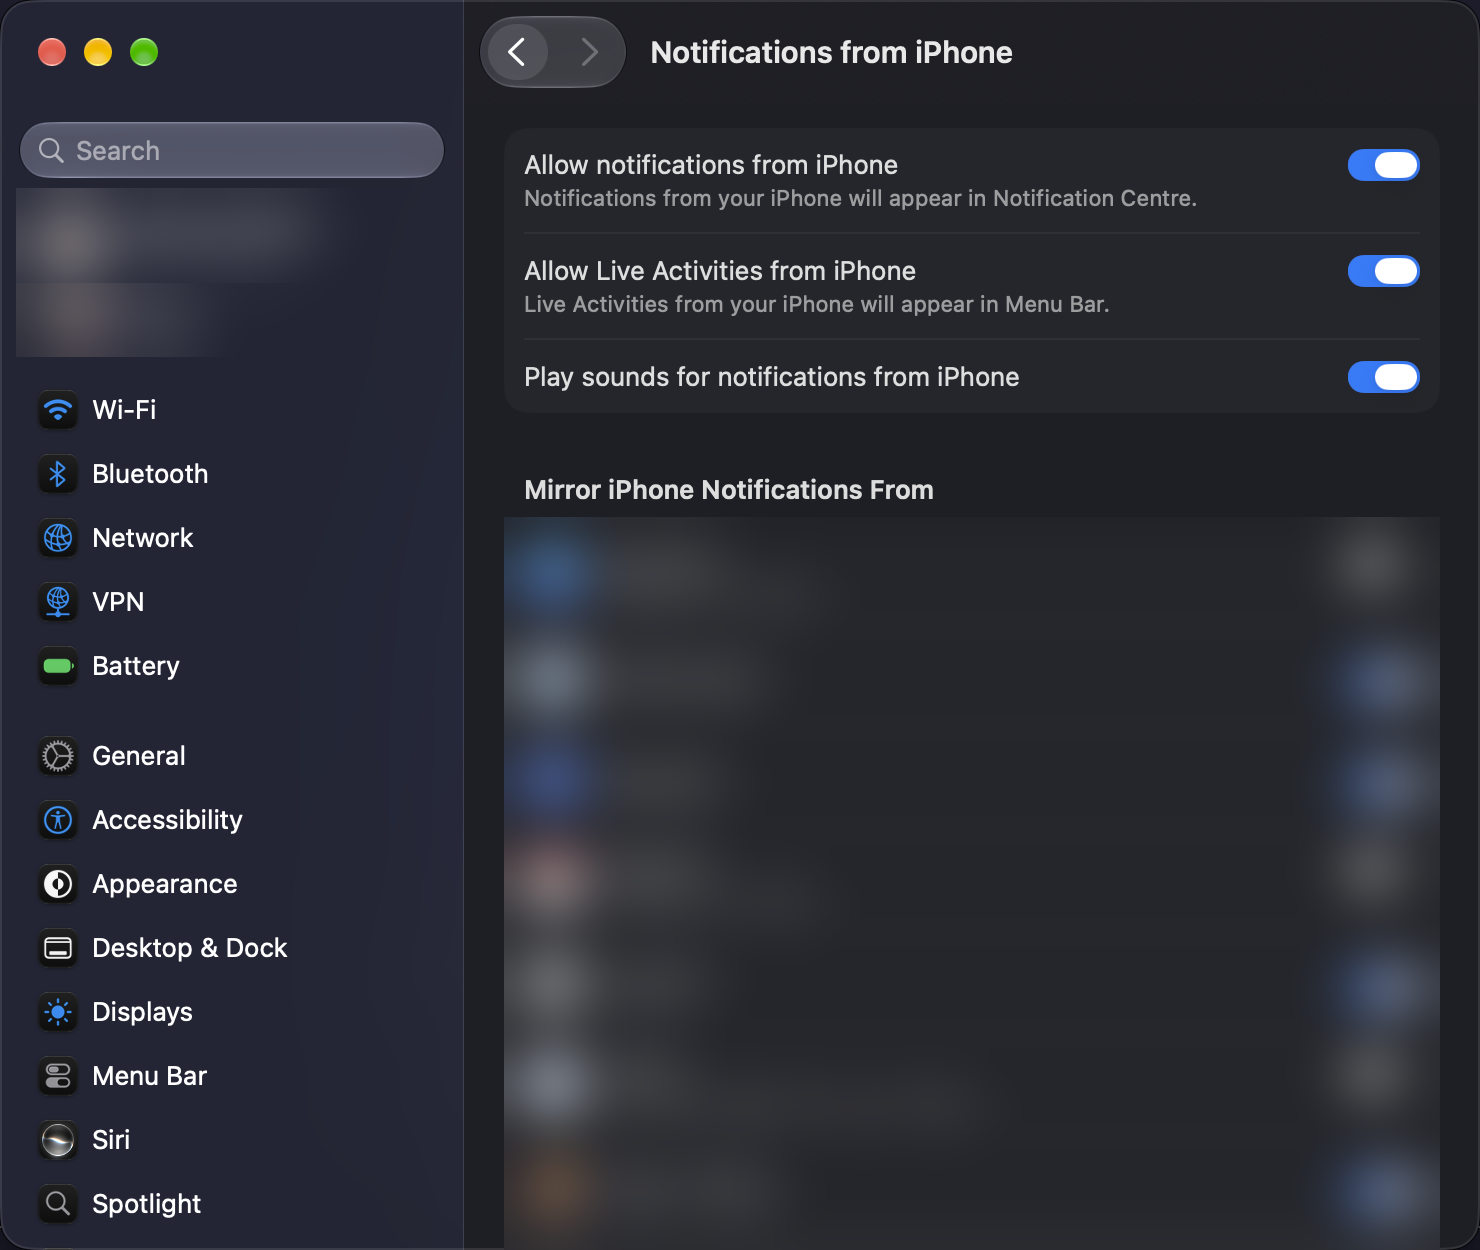 Notifications from iPhone
Search
Wi-Fi
Bluetooth
Network
VPN
Battery
General
Accessibility
Appearance
Desktop & Dock
Displays
Menu Bar
Siri
Spotlight
Allow notifications from iPhone
Notifications from your iPhone will appear in Notification Centre.
Allow Live Activities from iPhone
Live Activities from your iPhone will appear in Menu Bar.
Play sounds for notifications from iPhone
Mirror iPhone Notifications From